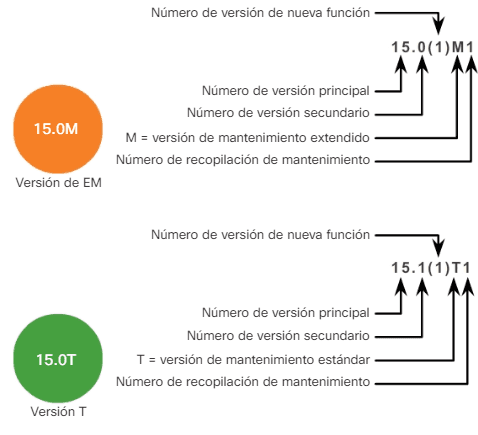 Número de versión de nueva función
15.0(1)M1
Número de versión principal
Número de versión secundario
M = versión de mantenimiento extendido
Número de recopilación de mantenimiento
15.0M
Versión de EM
Número de versión de nueva función
15.1(1)T1
Número de versión principal
Número de versión secundario
T = versión de mantenimiento estándar
Número de recopilación de mantenimiento
15.0T
Versión T